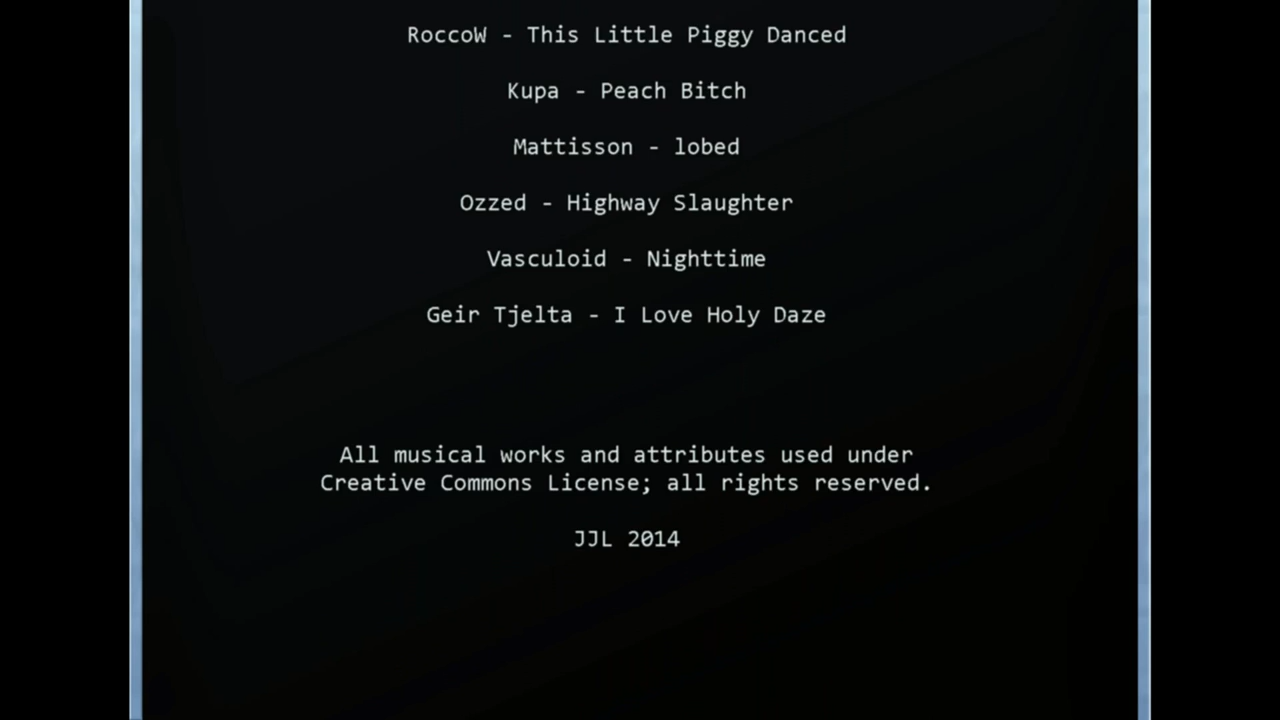 RoccoW - This Little Piggy Danced
Kupa - Peach Bitch
Mattisson - lobed
Ozzed - Highway Slaughter
Vasculoid - Nighttime
Geir Tjelta - I Love Holy Daze
All musical works and attributes used under
Creative Commons License; all rights reserved.
JJL 2014